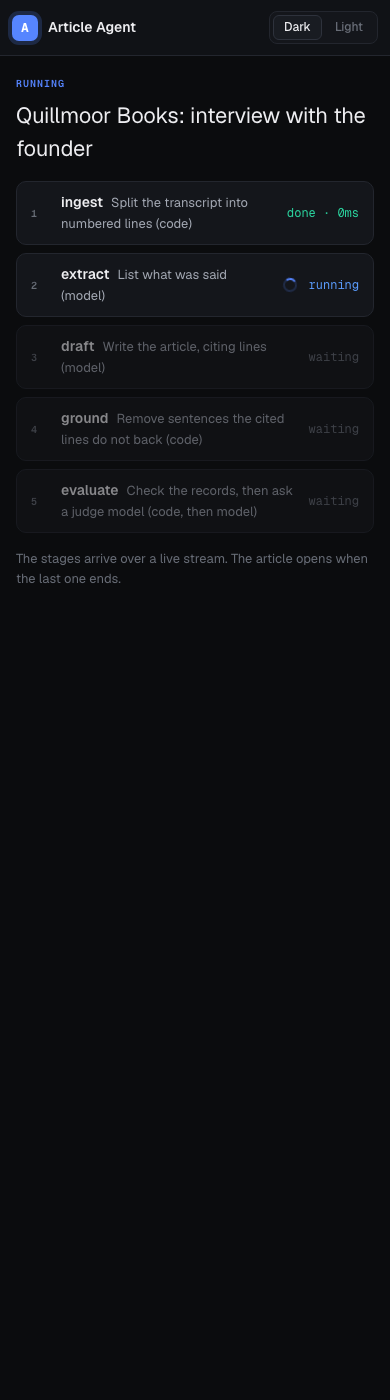 A Article Agent Dark Light
RUNNING
Quillmoor Books: interview with the
founder
1 ingest Split the transcript into
numbered lines (code) done · 0ms
2 extract List what was said
(model) running
3 draft Write the article, citing lines
(model) waiting
4 ground Remove sentences the cited
lines do not back (code) waiting
5 evaluate Check the records, then ask
a judge model (code, then model) waiting
The stages arrive over a live stream. The article opens when
the last one ends.